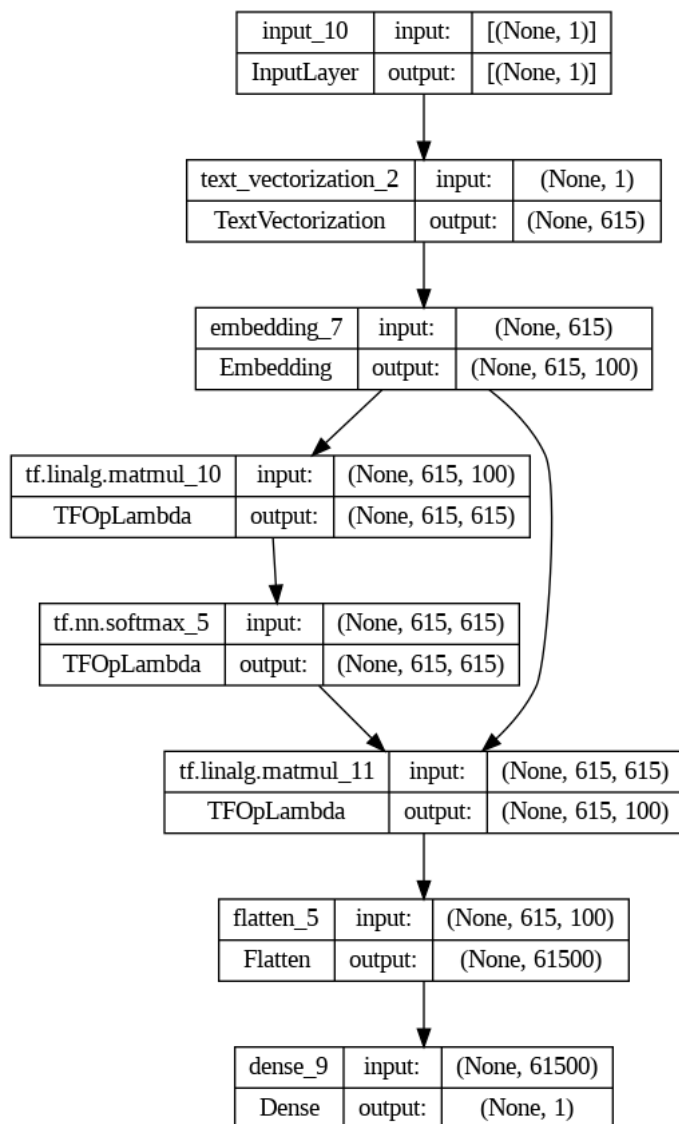 input_10 input: [(None, 1)]
InputLayer output: [(None, 1)]
text_vectorization_2 input: (None, 1)
TextVectorization output: (None, 615)
embedding_7 input: (None, 615)
Embedding output: (None, 615, 100)
tf.linalg.matmul_10 input: (None, 615, 100)
TFOpLambda output: (None, 615, 615)
tf.nn.softmax_5 input: (None, 615, 615)
TFOpLambda output: (None, 615, 615)
tf.linalg.matmul_11 input: (None, 615, 615)
TFOpLambda output: (None, 615, 100)
flatten_5 input: (None, 615, 100)
Flatten output: (None, 61500)
dense_9 input: (None, 61500)
Dense output: (None, 1)